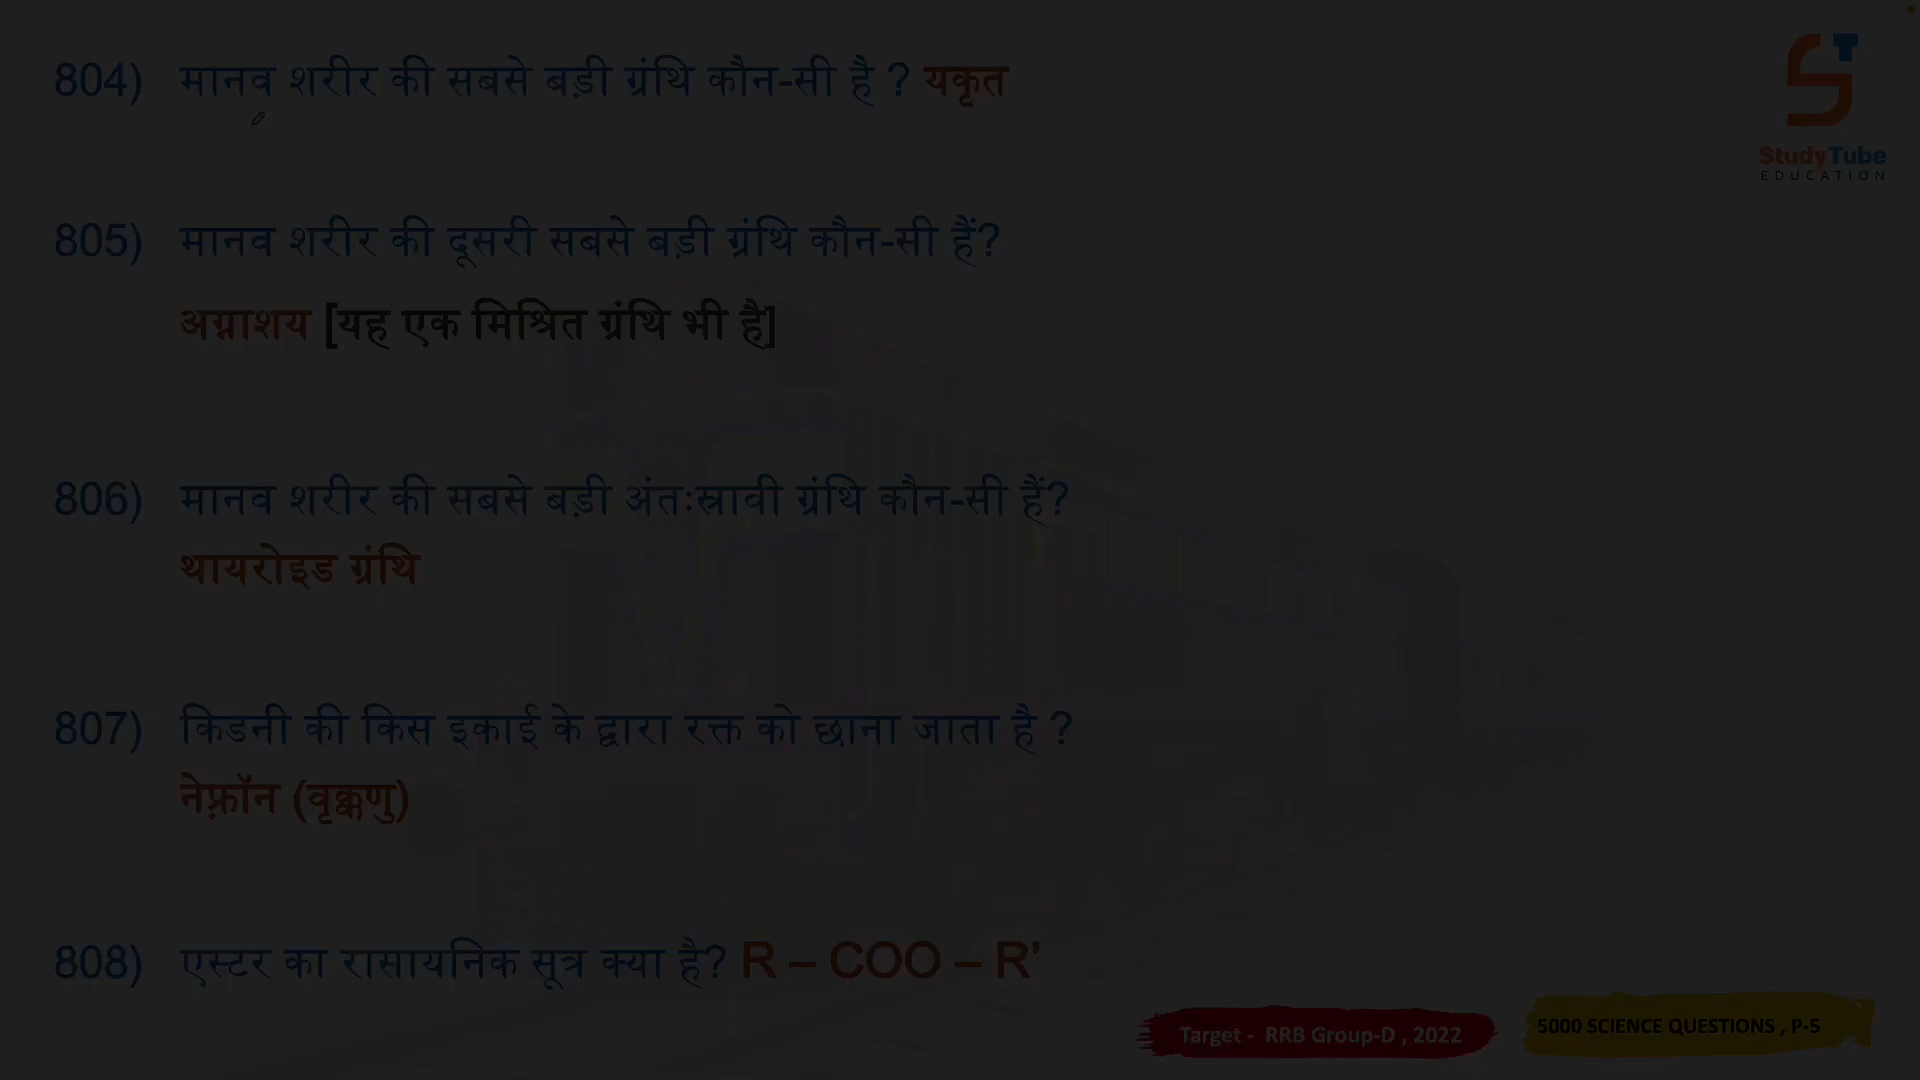 804) मानव शरीर की सबसे बड़ी ग्रंथि कौन-सी है ? यकृत
StudyTube
EDUCATION
805) मानव शरीर की दूसरी सबसे बड़ी ग्रंथि कौन-सी हैं?
अग्नाशय [यह एक मिश्रित ग्रंथि भी है]
806) मानव शरीर की सबसे बड़ी अंतःस्रावी ग्रंथि कौन-सी हैं?
थायरोइड ग्रंथि
807) किडनी की किस इकाई के द्वारा रक्त को छाना जाता है ?
नेफ़्रॉन (वृक्कणु)
808) एस्टर का रासायनिक सूत्र क्या है? R – COO – R’
Target - RRB Group-D , 2022
5000 SCIENCE QUESTIONS , P-5